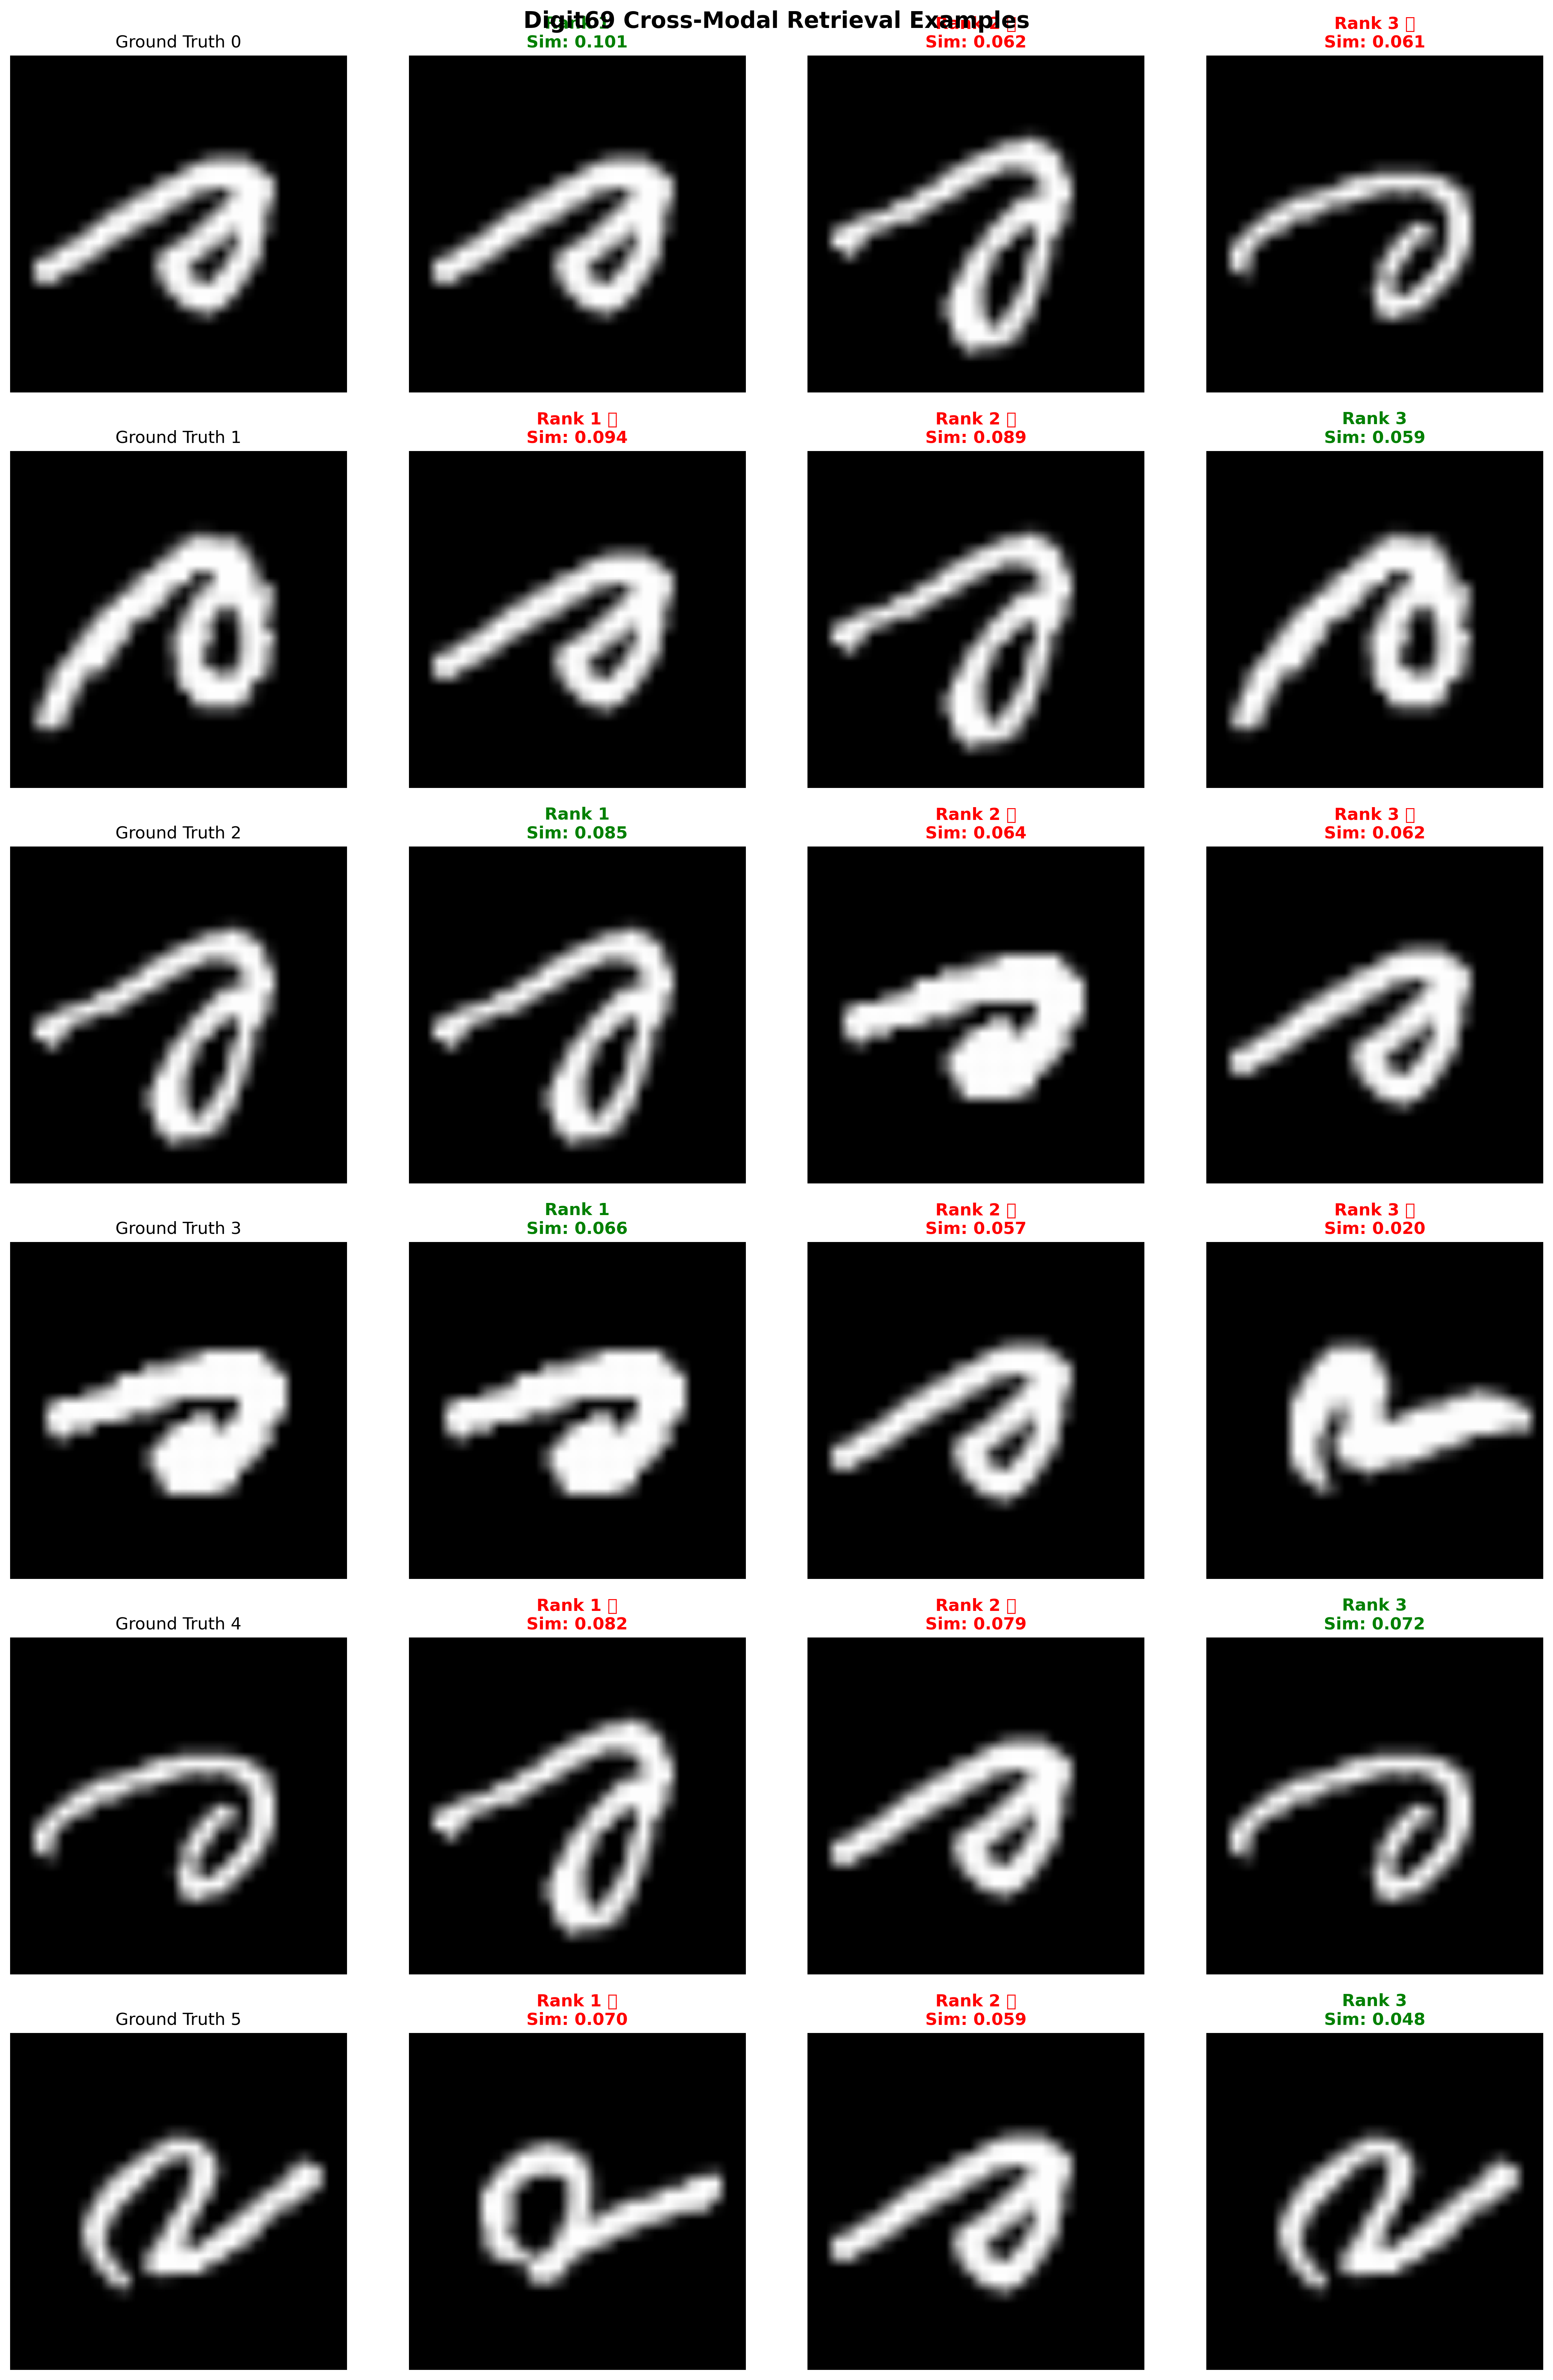 Digit69 Cross-Modal Retrieval Examples
Ground Truth 0
Rank 1
Sim: 0.101
Rank 2
Sim: 0.062
Rank 3
Sim: 0.061
Ground Truth 1
Rank 1
Sim: 0.094
Rank 2
Sim: 0.089
Rank 3
Sim: 0.059
Ground Truth 2
Rank 1
Sim: 0.085
Rank 2
Sim: 0.064
Rank 3
Sim: 0.062
Ground Truth 3
Rank 1
Sim: 0.066
Rank 2
Sim: 0.057
Rank 3
Sim: 0.020
Ground Truth 4
Rank 1
Sim: 0.082
Rank 2
Sim: 0.079
Rank 3
Sim: 0.072
Ground Truth 5
Rank 1
Sim: 0.070
Rank 2
Sim: 0.059
Rank 3
Sim: 0.048